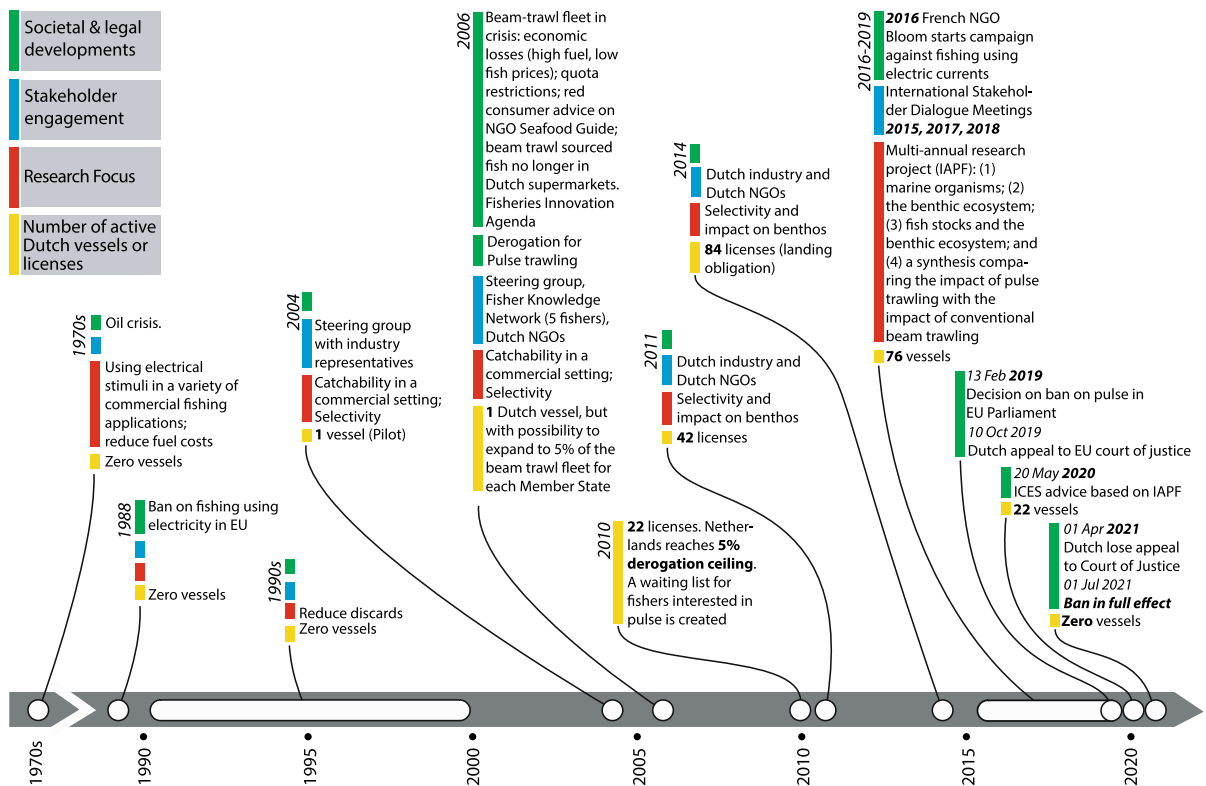 Societal & legal
developments
Stakeholder
engagement
Research Focus
Number of active
Dutch vessels or
licenses
1970s
Oil crisis.
Using electrical
stimuli in a variety of
commercial fishing
applications;
reduce fuel costs
Zero vessels
1988
Ban on fishing using
electricity in EU
Zero vessels
1990s
Reduce discards
Zero vessels
2004
Steering group
with industry
representatives
Catchability in a
commercial setting;
Selectivity
1 vessel (Pilot)
2006
Beam-trawl fleet in
crisis: economic
losses (high fuel, low
fish prices); quota
restrictions; red
consumer advice on
NGO Seafood Guide;
beam trawl sourced
fish no longer in
Dutch supermarkets.
Fisheries Innovation
Agenda
Derogation for
Pulse trawling
Steering group,
Fisher Knowledge
Network (5 fishers),
Dutch NGOs
Catchability in a
commercial setting;
Selectivity
1 Dutch vessel, but
with possibility to
expand to 5% of the
beam trawl fleet for
each Member State
2010
22 licenses. Nether-
lands reaches 5%
derogation ceiling.
A waiting list for
fishers interested in
pulse is created
2011
Dutch industry and
Dutch NGOs
Selectivity and
impact on benthos
42 licenses
2014
Dutch industry and
Dutch NGOs
Selectivity and
impact on benthos
84 licenses (landing
obligation)
2016-2019
2016 French NGO
Bloom starts campaign
against fishing using
electric currents
International Stakehol-
der Dialogue Meetings
2015, 2017, 2018
Multi-annual research
project (IAPF): (1)
marine organisms; (2)
the benthic ecosystem;
(3) fish stocks and the
benthic ecosystem; and
(4) a synthesis compa-
ring the impact of pulse
trawling with the
impact of conventional
beam trawling
76 vessels
13 Feb 2019
Decision on ban on pulse in
EU Parliament
10 Oct 2019
Dutch appeal to EU court of justice
20 May 2020
ICES advice based on IAPF
22 vessels
01 Apr 2021
Dutch lose appeal
to Court of Justice
01 Jul 2021
Ban in full effect
Zero vessels
1970s
1990
1995
2000
2005
2010
2015
2020